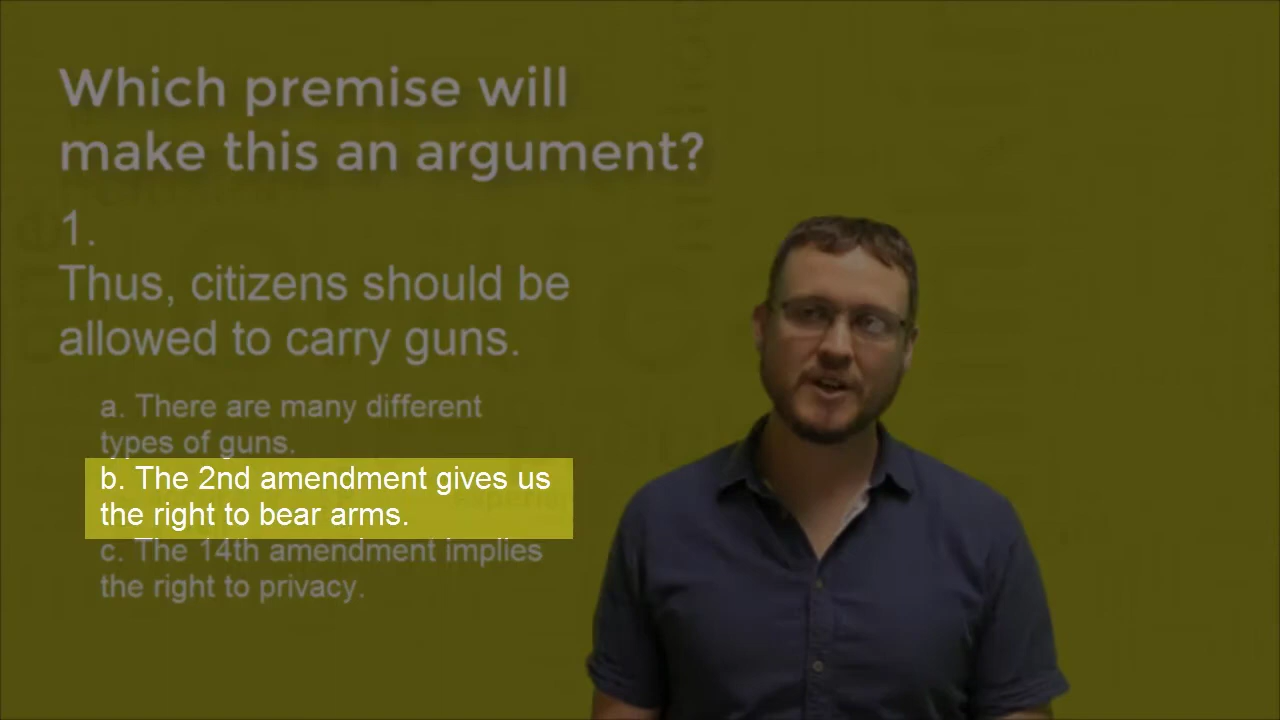 Which premise will
make this an argument?
1.
Thus, citizens should be
allowed to carry guns.
a. There are many different
types of guns.
b. The 2nd amendment gives us
the right to bear arms.
c. The 14th amendment implies
the right to privacy.